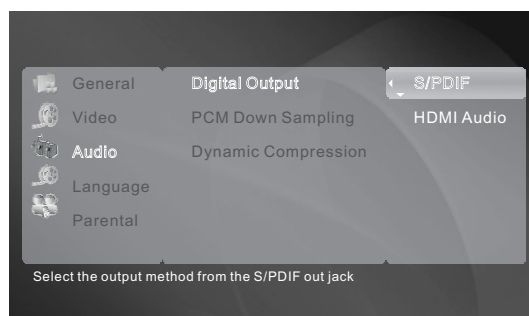 General
Video
Audio
Language
Parental
Digital Output
PCM Down Sampling
Dynamic Compression
S/PDIF
HDMI Audio
Select the output method from the S/PDIF out jack